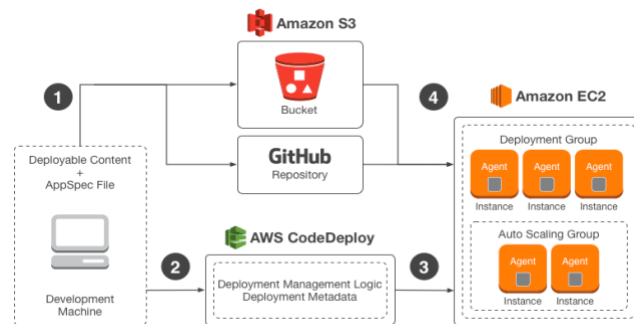 Amazon S3
1
Bucket
4
Amazon EC2
GitHub
Repository
Deployable Content
+
AppSpec File
Development
Machine
2
AWS CodeDeploy
Deployment Management Logic
Deployment Metadata
3
Deployment Group
Agent Agent Agent
Instance Instance Instance
Auto Scaling Group
Agent Agent
Instance Instance